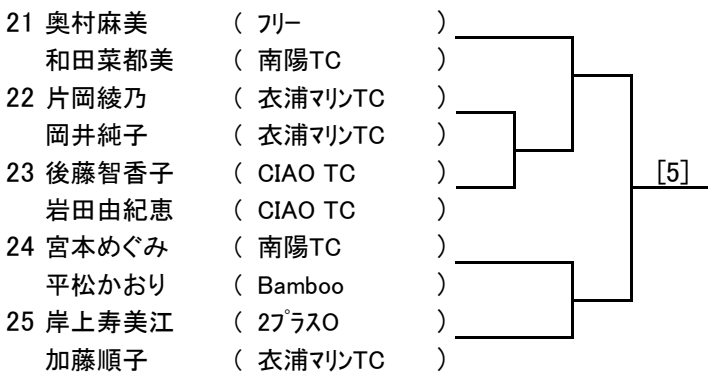 21 奥村麻美 ( フリー )
和田菜都美 ( 南陽TC )
22 片岡綾乃 ( 衣浦マリンTC )
岡井純子 ( 衣浦マリンTC )
23 後藤智香子 ( CIAO TC )
[5]
岩田由紀恵 ( CIAO TC )
24 宮本めぐみ ( 南陽TC )
平松かおり ( Bamboo )
25 岸上寿美江 ( 2プラスO )
加藤順子 ( 衣浦マリンTC )